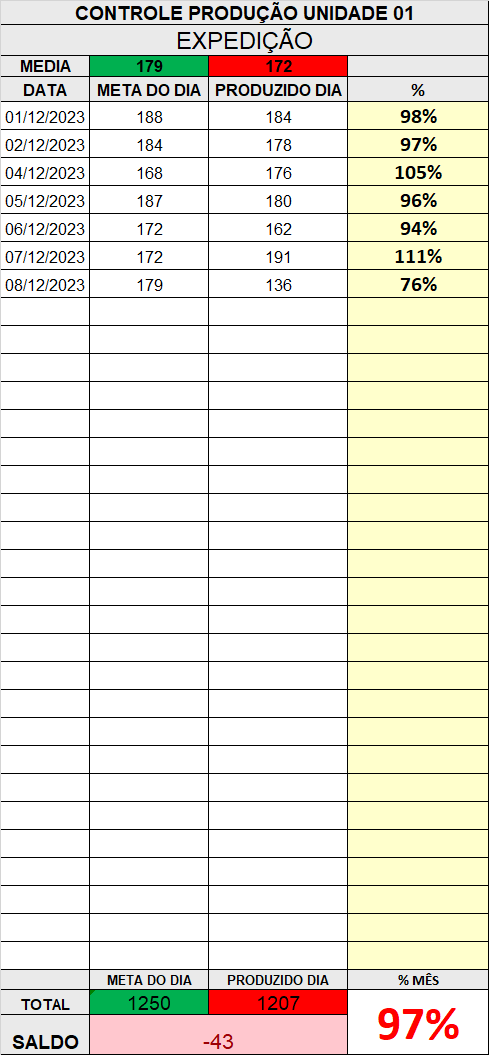 CONTROLE PRODUÇÃO UNIDADE 01
EXPEDIÇÃO
MEDIA 179 172
DATA META DO DIA PRODUZIDO DIA %
01/12/2023 188 184 98%
02/12/2023 184 178 97%
04/12/2023 168 176 105%
05/12/2023 187 180 96%
06/12/2023 172 162 94%
07/12/2023 172 191 111%
08/12/2023 179 136 76%
META DO DIA PRODUZIDO DIA % MÊS
TOTAL 1250 1207 97%
SALDO -43